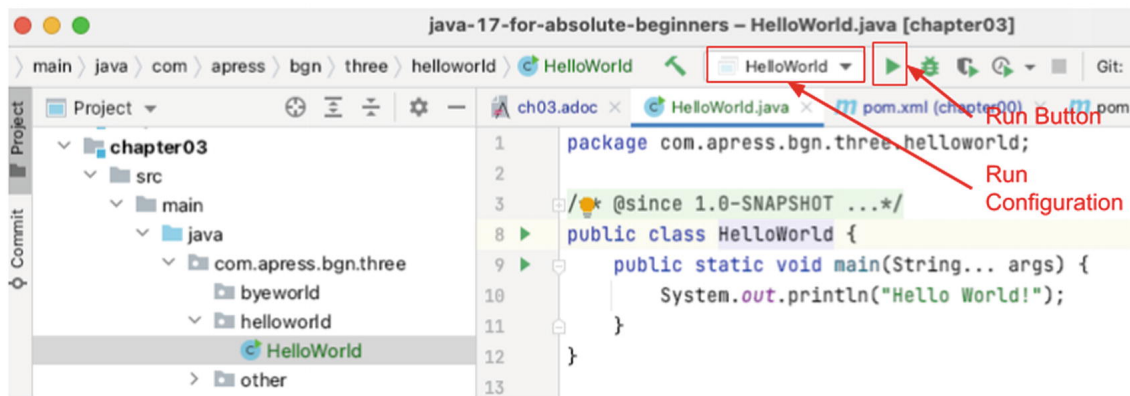 java-17-for-absolute-beginners – HelloWorld.java [chapter03]
main java com apress bgn three helloworld HelloWorld HelloWorld Git:
Project
Commit
Project
chapter03
src
main
java
com.apress.bgn.three
byeworld
helloworld
HelloWorld
other
ch03.adoc HelloWorld.java pom.xml (chapter00) pom
Run Button
Run
Configuration
1 package com.apress.bgn.three.helloworld;
2
3 /** @since 1.0-SNAPSHOT ...*/
8 public class HelloWorld {
9 public static void main(String... args) {
10 System.out.println("Hello World!");
11 }
12 }
13